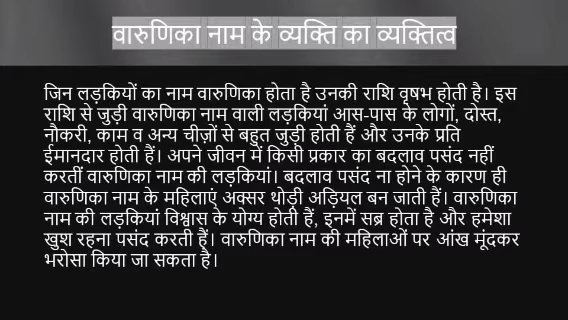 वारुणिका नाम के व्यक्ति का व्यक्तित्व
जिन लड़कियों का नाम वारुणिका होता है उनकी राशि वृषभ होती है। इस
राशि से जुड़ी वारुणिका नाम वाली लड़कियां आस-पास के लोगों, दोस्त,
नौकरी, काम व अन्य चीज़ों से बहुत जुड़ी होती हैं और उनके प्रति
ईमानदार होती हैं। अपने जीवन में किसी प्रकार का बदलाव पसंद नहीं
करतीं वारुणिका नाम की लड़कियां। बदलाव पसंद ना होने के कारण ही
वारुणिका नाम के महिलाएं अक्सर थोड़ी अड़ियल बन जाती हैं। वारुणिका
नाम की लड़कियां विश्वास के योग्य होती हैं, इनमें सब्र होता है और हमेशा
खुश रहना पसंद करती हैं। वारुणिका नाम की महिलाओं पर आंख मूंदकर
भरोसा किया जा सकता है।